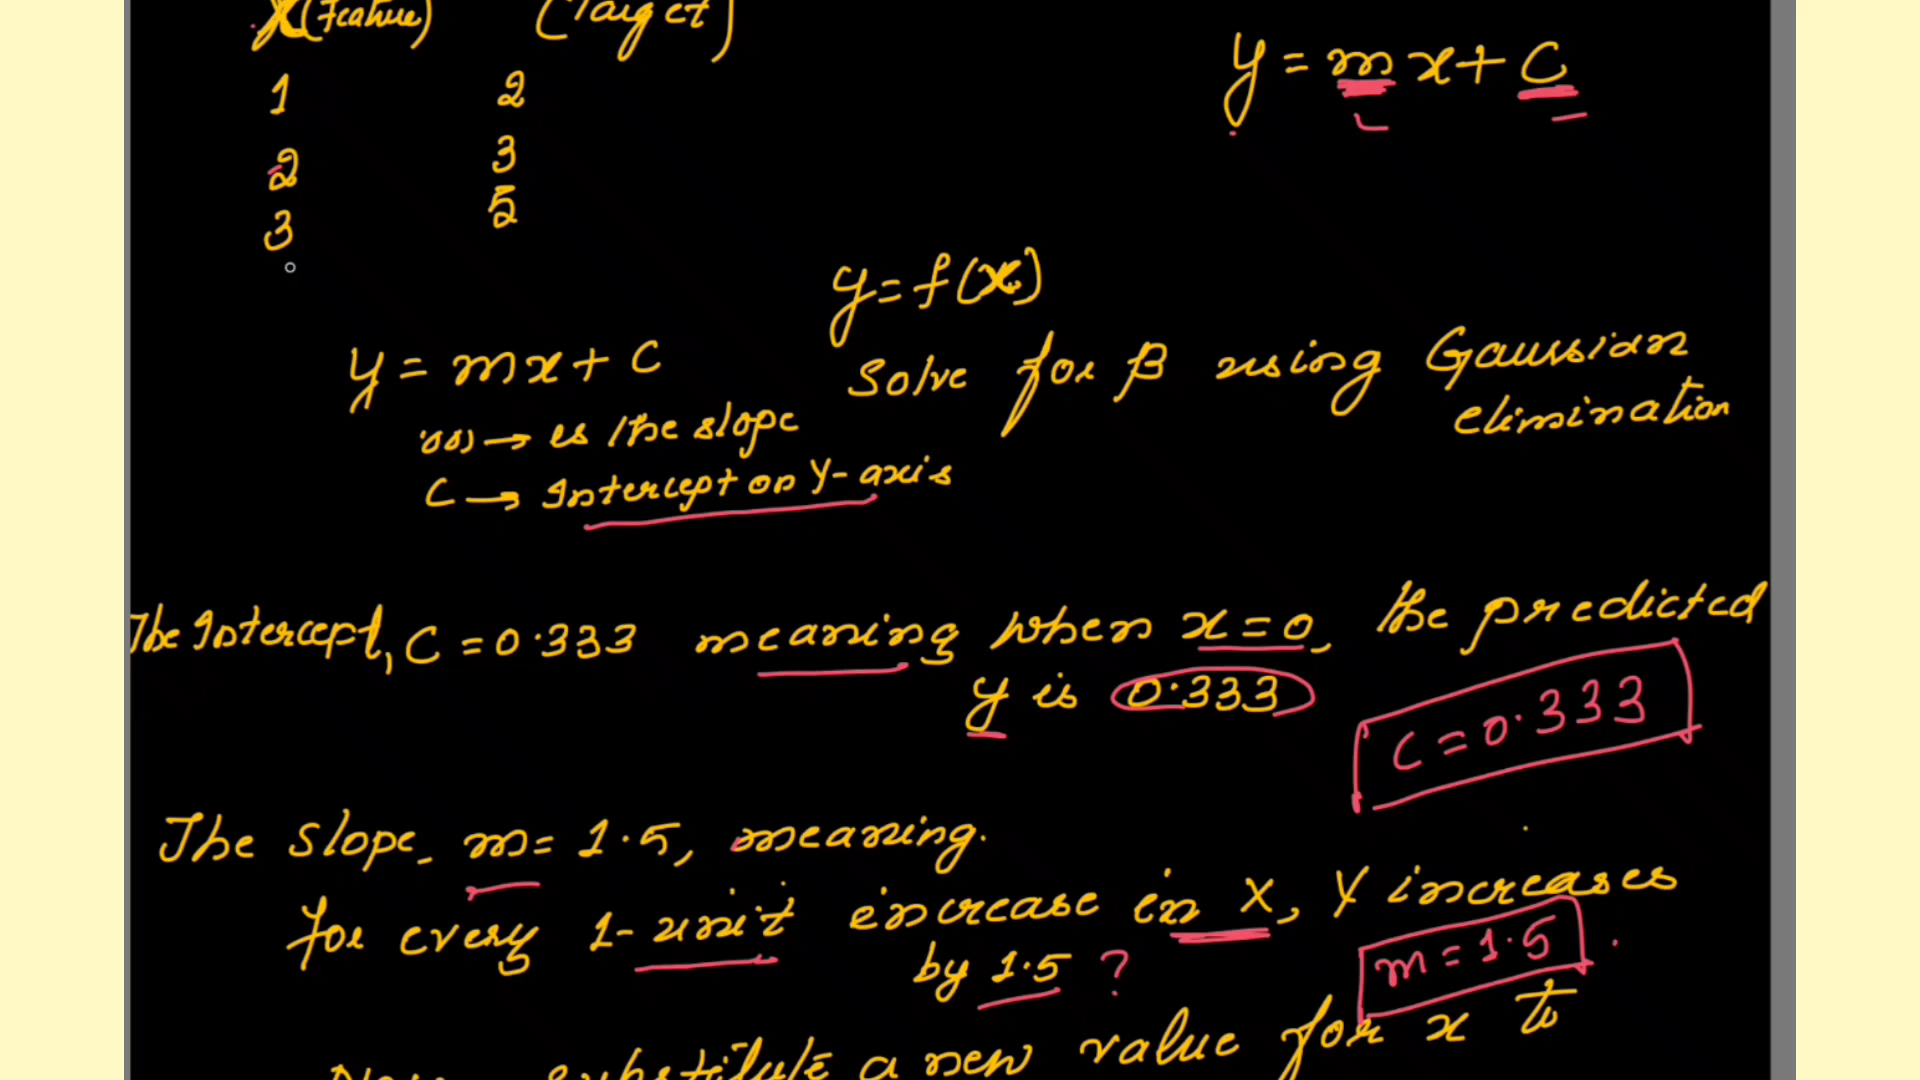 X(Feature) (Target)
y = mx + c
1 2
2 3
3 5
y = f(x)
y = mx + c
Solve for β using Gaussian
elimination
→ is the slope
C → Intercept on Y-axis
The Intercept, C = 0.333 meaning when x = 0, the predicted
y is 0.333
C = 0.333
The slope m = 1.5, meaning.
for every 1-unit increase in X, Y increases
by 1.5 ?
m = 1.5
substitute a new value for x to